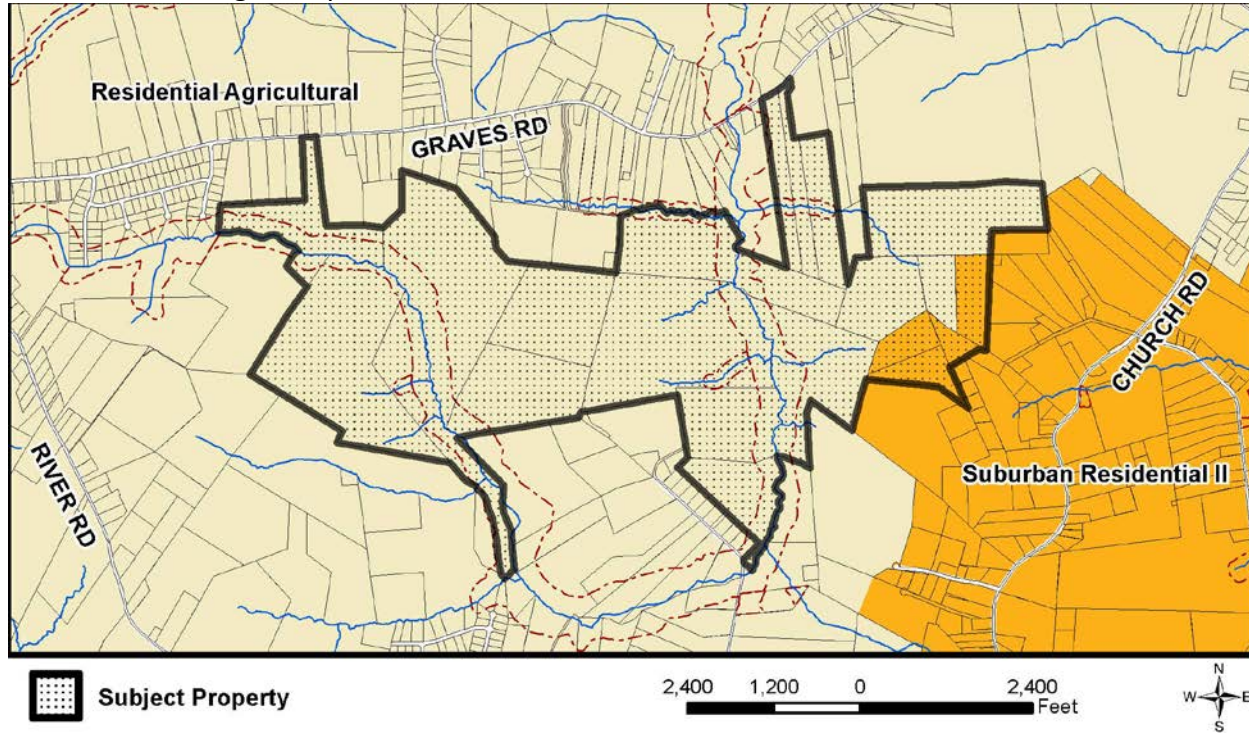 Residential Agricultural
GRAVES RD
CHURCH RD
RIVER RD
Suburban Residential II
Subject Property
2,400 1,200 0 2,400
Feet
N
W E
S